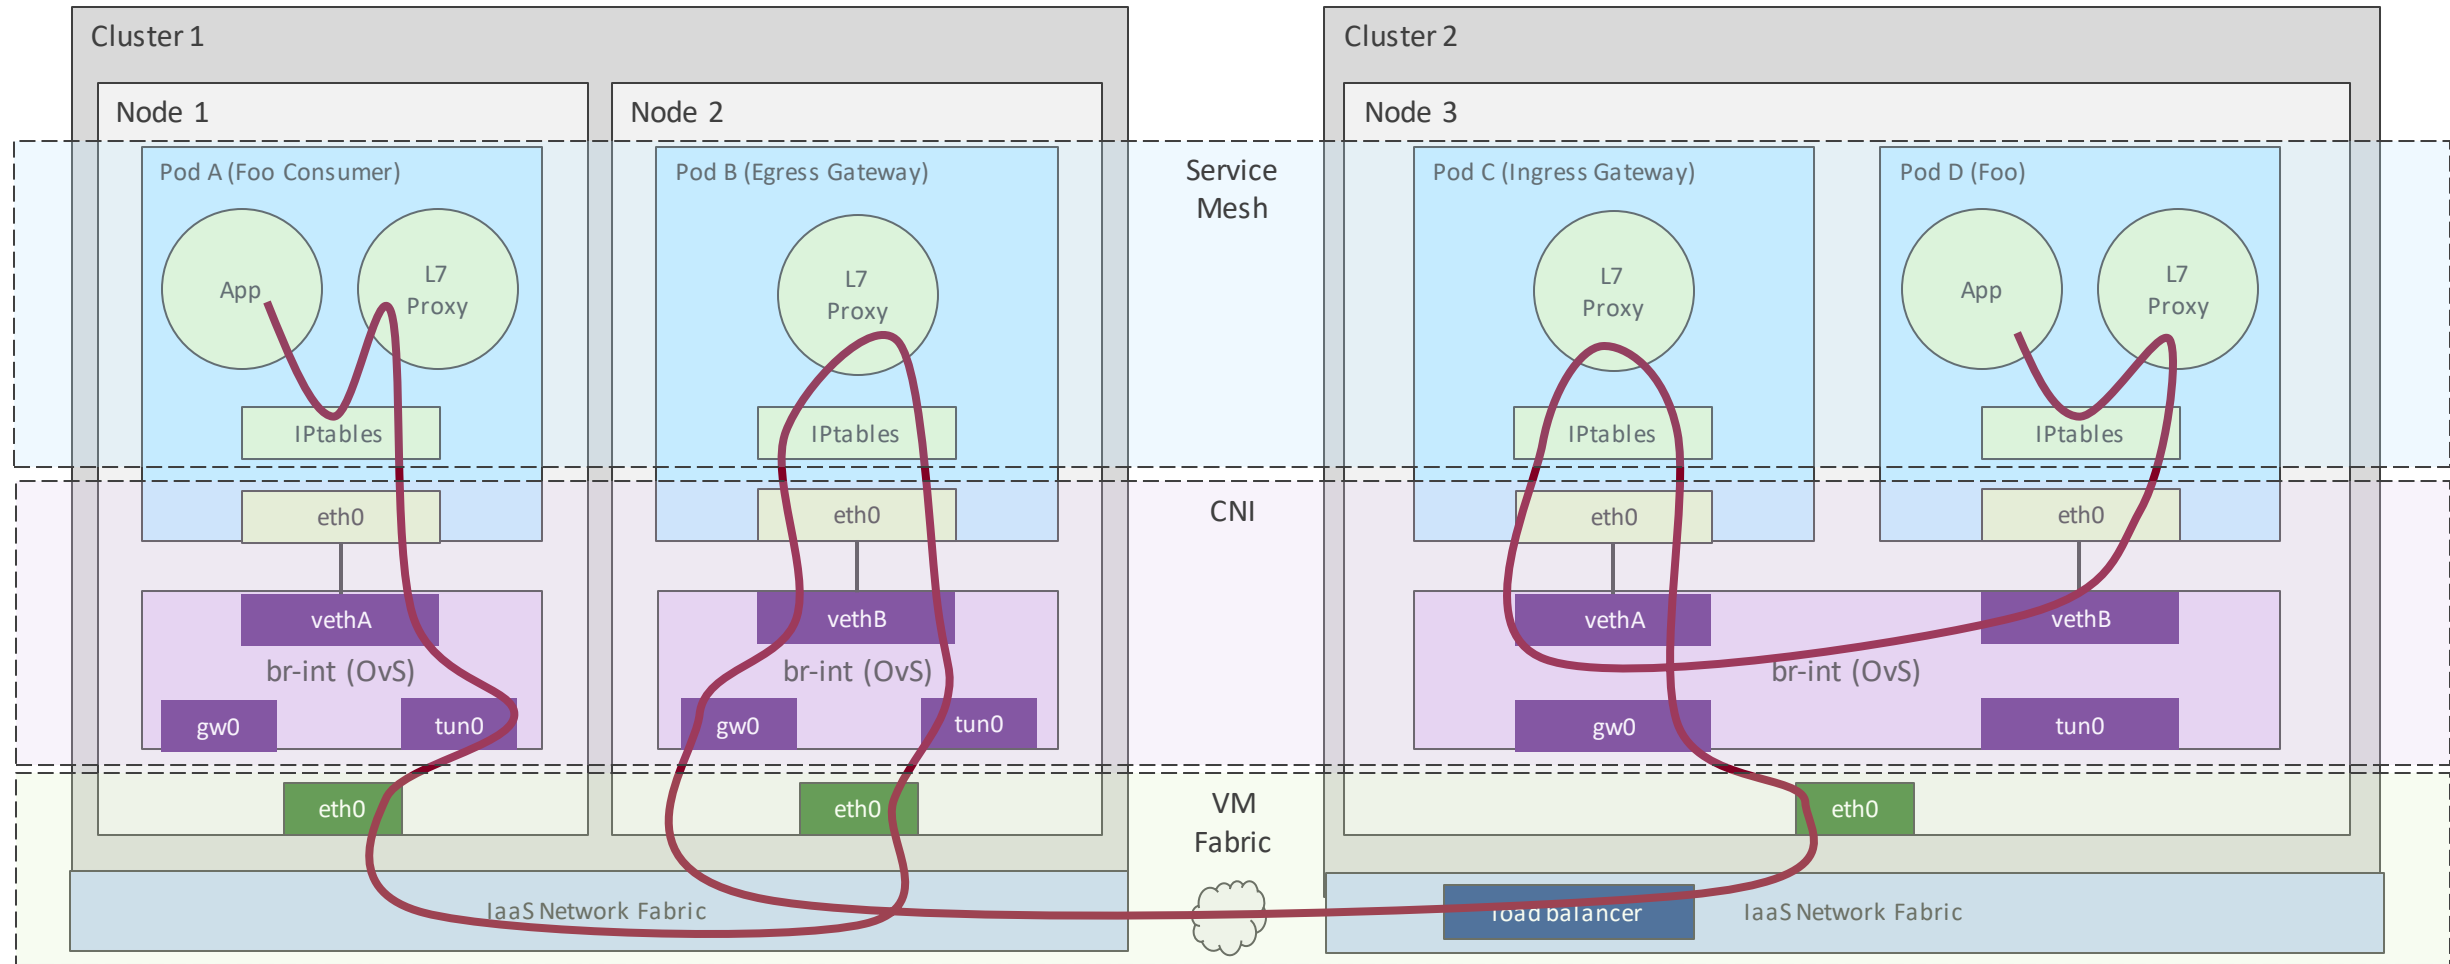 Cluster 1
Cluster 2
Node 1
Node 2
Node 3
Service
Mesh
Pod A (Foo Consumer)
Pod B (Egress Gateway)
Pod C (Ingress Gateway)
Pod D (Foo)
App
L7
Proxy
L7
Proxy
L7
Proxy
App
L7
Proxy
IPtables
IPtables
IPtables
IPtables
CNI
eth0
eth0
eth0
eth0
vethA
vethB
vethA
vethB
br-int (OvS)
br-int (OvS)
br-int (OvS)
gw0
tun0
gw0
tun0
gw0
tun0
VM
Fabric
eth0
eth0
eth0
IaaS Network Fabric
load balancer
IaaS Network Fabric